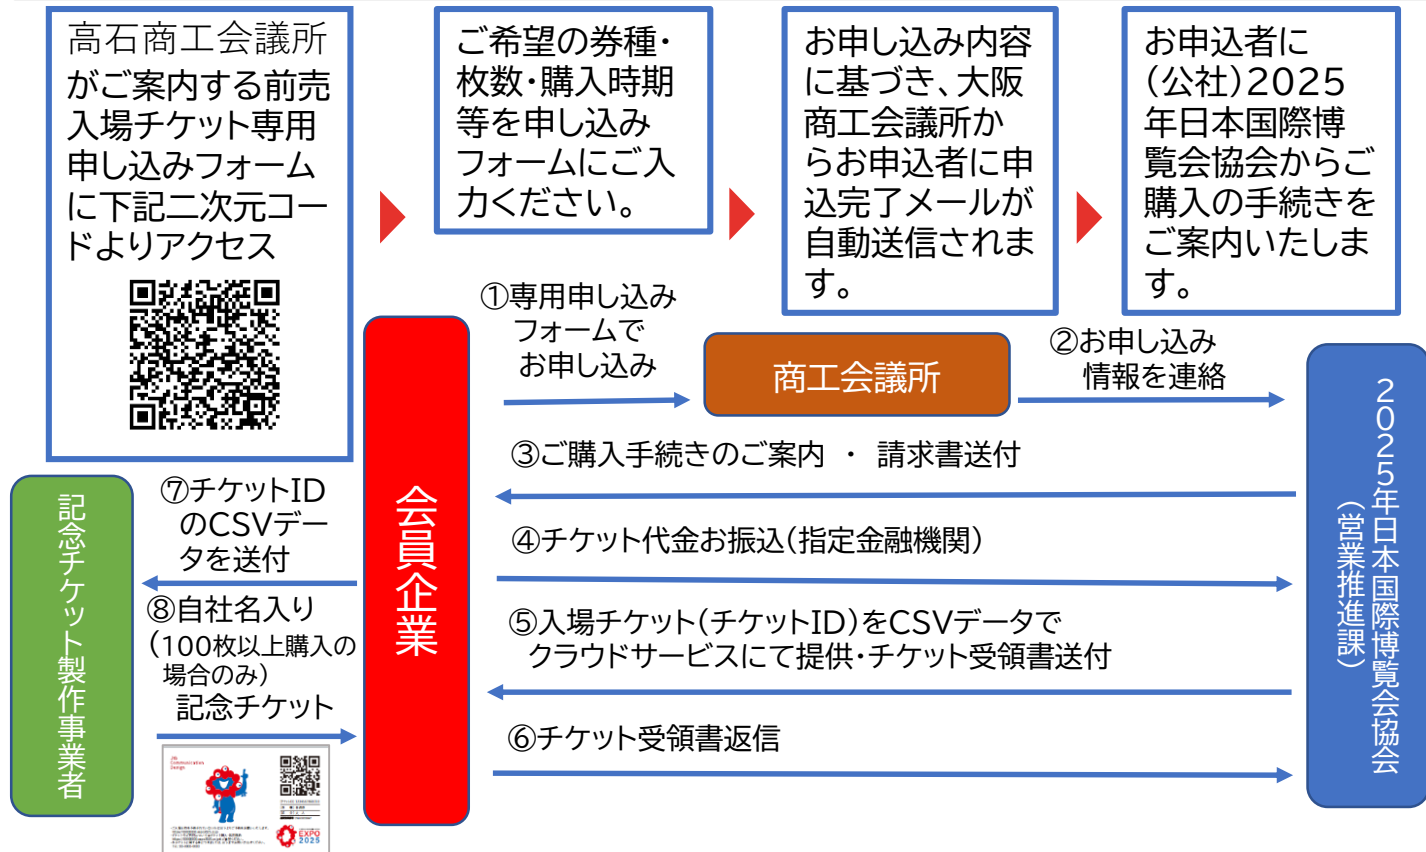 高石商工会議所
がご案内する前売
入場チケット専用
申し込みフォーム
に下記二次元コー
ドよりアクセス
ご希望の券種・
枚数・購入時期
等を申し込み
フォームにご入
力ください。
お申し込み内容
に基づき、大阪
商工会議所か
らお申込者に申
込完了メールが
自動送信されま
す。
お申込者に
（公社）2025
年日本国際博
覧会協会からご
購入の手続きを
ご案内いたしま
す。
①専用申し込み
フォームで
お申し込み
商工会議所
②お申し込み
情報を連絡
③ご購入手続きのご案内 ・ 請求書送付
④チケット代金お振込（指定金融機関）
⑤入場チケット（チケットID）をCSVデータで
クラウドサービスにて提供・チケット受領書送付
⑥チケット受領書返信
会員企業
2025年日本国際博覧会協会
（営業推進課）
記念チケット製作事業者
⑦チケットID
のCSVデー
タを送付
⑧自社名入り
（100枚以上購入の
場合のみ）
記念チケット
EXPO
2025